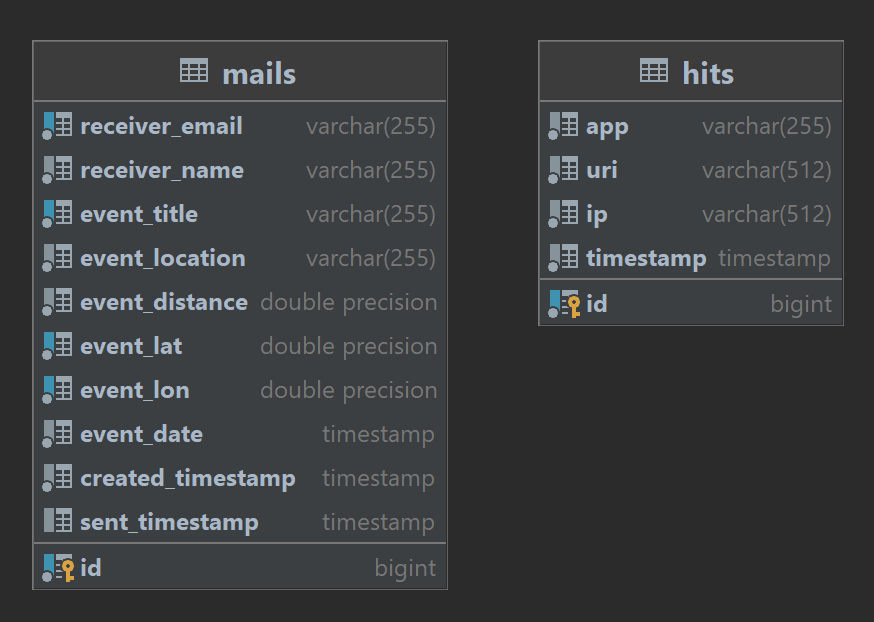 mails
receiver_email varchar(255)
receiver_name varchar(255)
event_title varchar(255)
event_location varchar(255)
event_distance double precision
event_lat double precision
event_lon double precision
event_date timestamp
created_timestamp timestamp
sent_timestamp timestamp
id bigint
hits
app varchar(255)
uri varchar(512)
ip varchar(512)
timestamp timestamp
id bigint